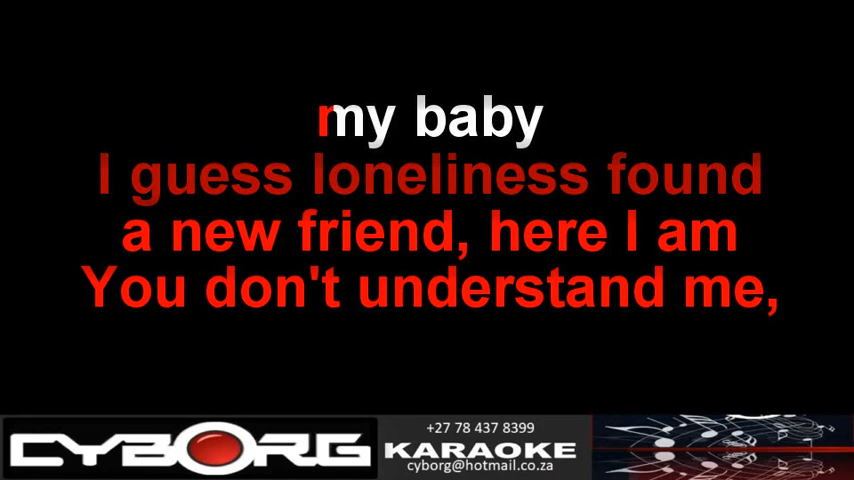 my baby
I guess loneliness found
a new friend, here I am
You don't understand me,
CYBORG
+27 78 437 8399
KARAOKE
cyborg@hotmail.co.za